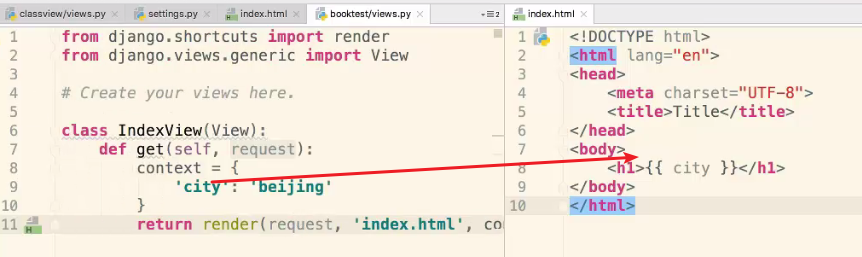 classview/views.py × settings.py × index.html × booktest/views.py × 2 index.html ×
1 from django.shortcuts import render
2 from django.views.generic import View
3
4 # Create your views here.
5
6 class IndexView(View):
7 def get(self, request):
8 context = {
9 'city': 'beijing'
10 }
11 return render(request, 'index.html', co
1 <!DOCTYPE html>
2 <html lang="en">
3 <head>
4 <meta charset="UTF-8">
5 <title>Title</title>
6 </head>
7 <body>
8 <h1>{{ city }}</h1>
9 </body>
10 </html>